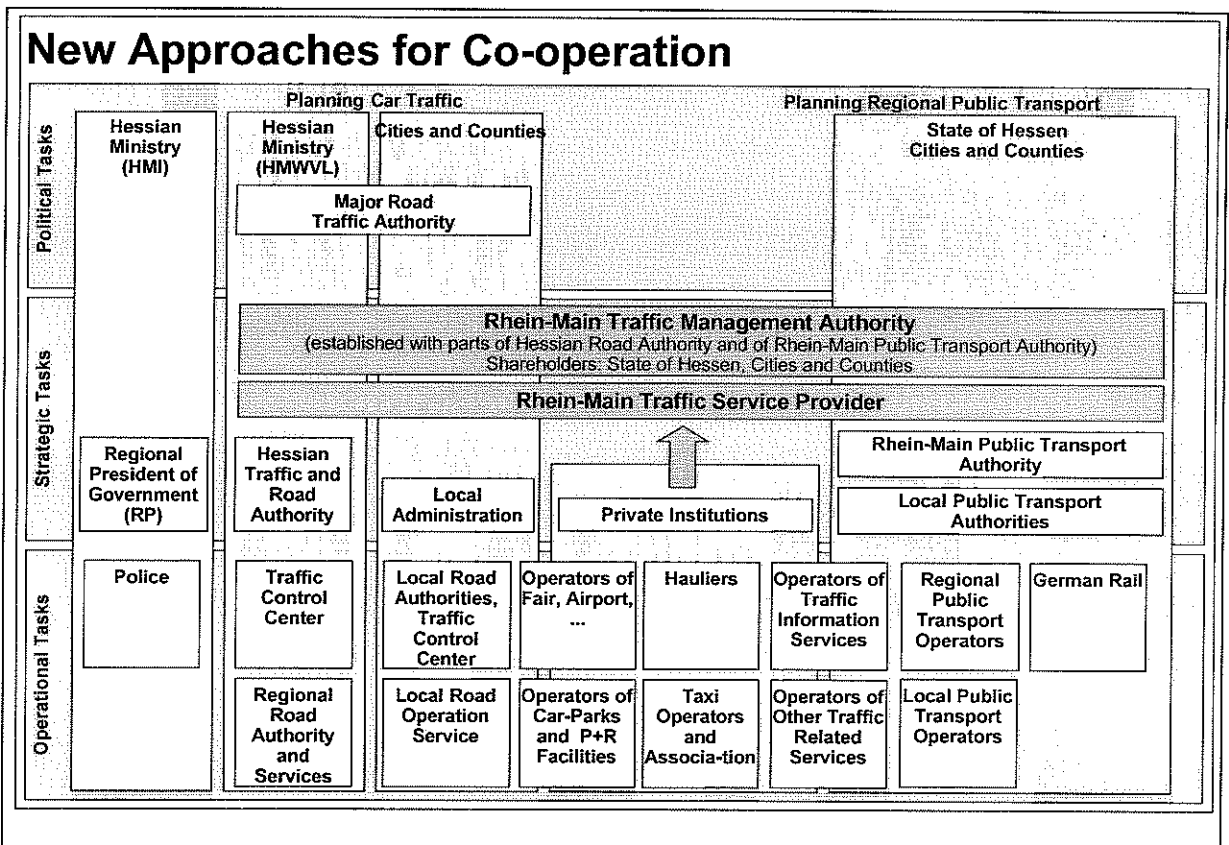 New Approaches for Co-operation
Planning Car Traffic
Planning Regional Public Transport
Political Tasks
Hessian
Ministry
(HMI)
Hessian
Ministry
(HMWVL)
Cities and Counties
State of Hessen
Cities and Counties
Major Road
Traffic Authority
Strategic Tasks
Rhein-Main Traffic Management Authority
(established with parts of Hessian Road Authority and of Rhein-Main Public Transport Authority)
Shareholders: State of Hessen, Cities and Counties
Rhein-Main Traffic Service Provider
Regional
President of
Government
(RP)
Hessian
Traffic and
Road
Authority
Local
Administration
Private Institutions
Rhein-Main Public Transport
Authority
Local Public Transport
Authorities
Operational Tasks
Police
Traffic
Control
Center
Local Road
Authorities,
Traffic
Control
Center
Operators of
Fair, Airport,
...
Hauliers
Operators of
Traffic
Information
Services
Regional
Public
Transport
Operators
German Rail
Regional
Road
Authority
and
Services
Local Road
Operation
Service
Operators of
Car-Parks
and P+R
Facilities
Taxi
Operators
and
Associa-tion
Operators of
Other Traffic
Related
Services
Local Public
Transport
Operators